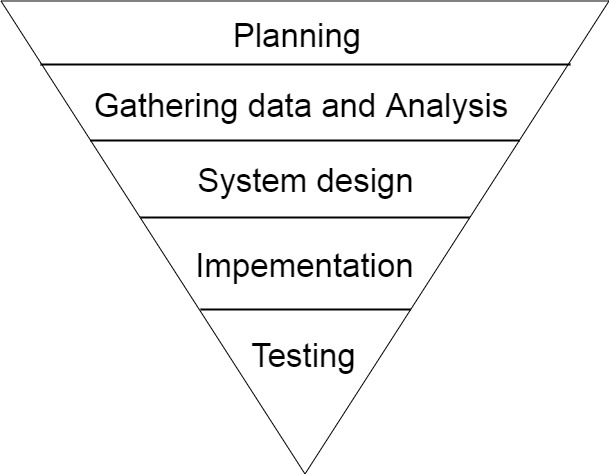 Planning
Gathering data and Analysis
System design
Impementation
Testing